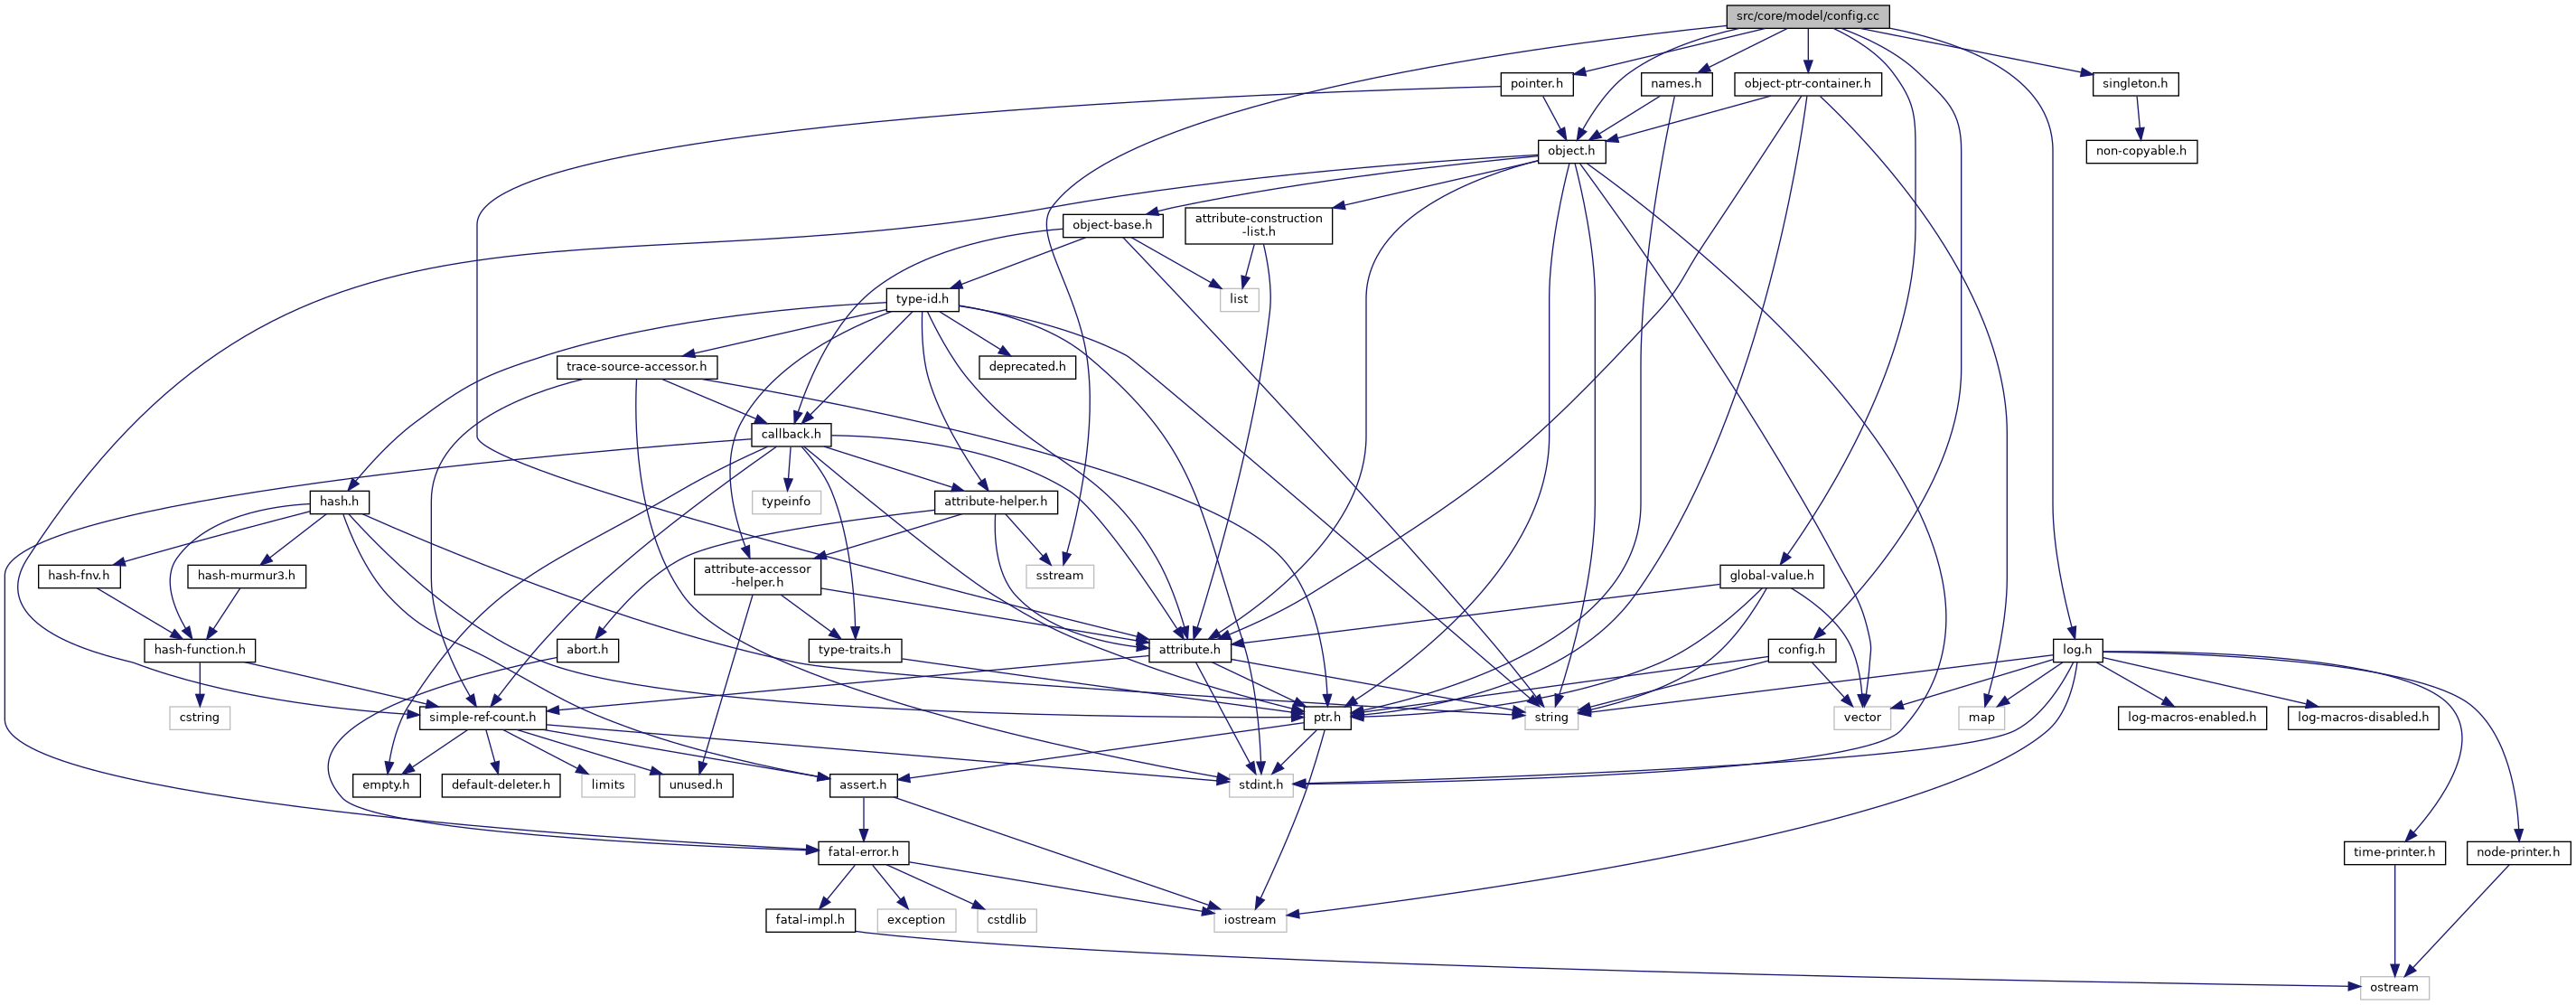 src/core/model/config.cc
pointer.h
names.h
object-ptr-container.h
singleton.h
object.h
non-copyable.h
object-base.h
attribute-construction
-list.h
type-id.h
list
trace-source-accessor.h
deprecated.h
callback.h
hash.h
typeinfo
attribute-helper.h
hash-fnv.h
hash-murmur3.h
attribute-accessor
-helper.h
sstream
global-value.h
hash-function.h
abort.h
type-traits.h
attribute.h
config.h
log.h
cstring
simple-ref-count.h
ptr.h
string
vector
map
log-macros-enabled.h
log-macros-disabled.h
empty.h
default-deleter.h
limits
unused.h
assert.h
stdint.h
fatal-error.h
time-printer.h
node-printer.h
fatal-impl.h
exception
cstdlib
iostream
ostream